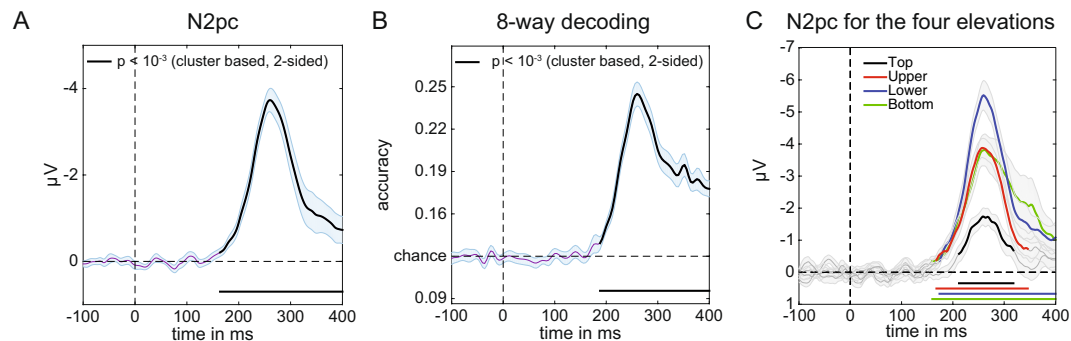 A
N2pc
p < 10-3 (cluster based, 2-sided)
-4
-2
0
µV
-100 0 100 200 300 400
time in ms
B
8-way decoding
p < 10-3 (cluster based, 2-sided)
0.25
0.22
0.19
0.16
chance
0.09
accuracy
-100 0 100 200 300 400
time in ms
C
N2pc for the four elevations
Top
Upper
Lower
Bottom
-7
-6
-5
-4
-3
-2
-1
0
1
µV
-100 0 100 200 300 400
time in ms